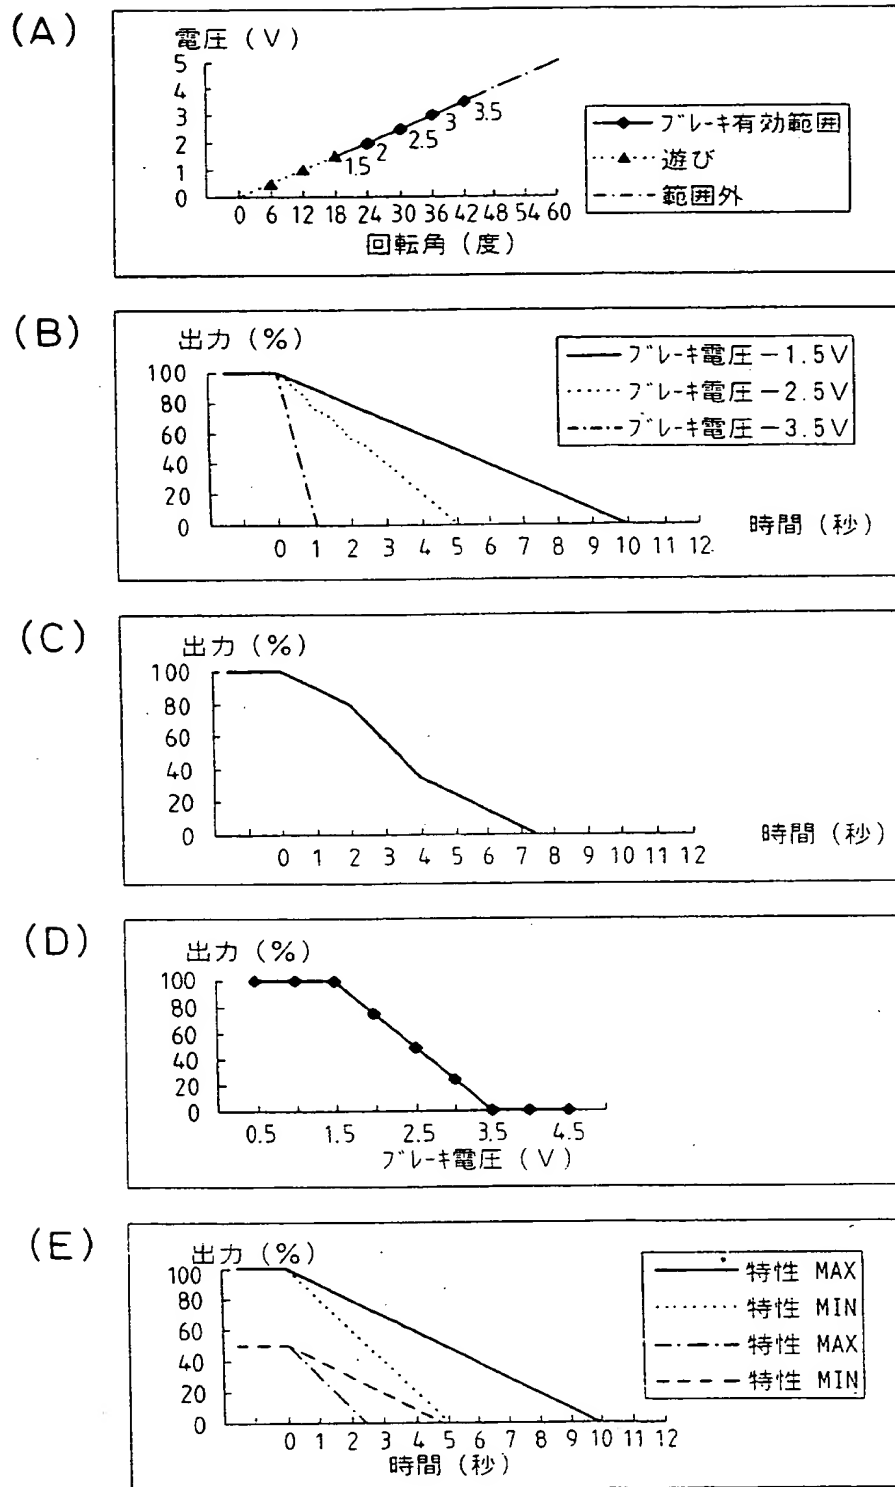 (A)
電圧(V)
5
4
3
2
1
0
1.5
2
2.5
3
3.5
0 6 12 18 24 30 36 42 48 54 60
回転角(度)
ブレーキ有効範囲
遊び
範囲外
(B)
出力(%)
100
80
60
40
20
0
0 1 2 3 4 5 6 7 8 9 10 11 12
時間(秒)
ブレーキ電圧-1.5V
ブレーキ電圧-2.5V
ブレーキ電圧-3.5V
(C)
出力(%)
100
80
60
40
20
0
0 1 2 3 4 5 6 7 8 9 10 11 12
時間(秒)
(D)
出力(%)
100
80
60
40
20
0
0.5 1.5 2.5 3.5 4.5
ブレーキ電圧(V)
(E)
出力(%)
100
80
60
40
20
0
0 1 2 3 4 5 6 7 8 9 10 11 12
時間(秒)
特性 MAX
特性 MIN
特性 MAX
特性 MIN